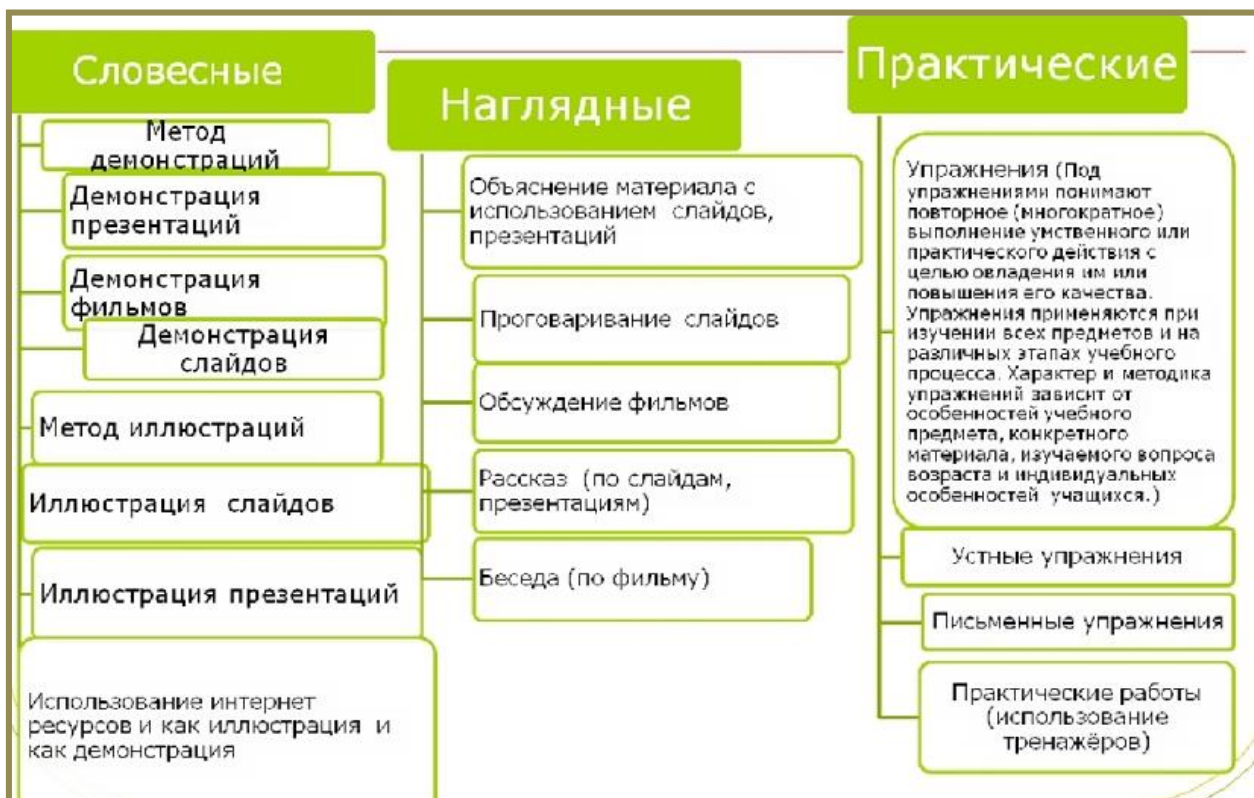 Словесные
Метод
демонстраций
Демонстрация
презентаций
Демонстрация
фильмов
Демонстрация
слайдов
Метод иллюстраций
Иллюстрация слайдов
Иллюстрация презентаций
Использование интернет
ресурсов и как иллюстрация и
как демонстрация
Наглядные
Объяснение материала с
использованием слайдов,
презентаций
Проговаривание слайдов
Обсуждение фильмов
Рассказ (по слайдам,
презентациям)
Беседа (по фильму)
Практические
Упражнения (Под
упражнениями понимают
повторное (многократное)
выполнение умственного или
практического действия с
целью овладения им или
повышения его качества.
Упражнения применяются при
изучении всех предметов и на
различных этапах учебного
процесса. Характер и методика
упражнений зависит от
особенностей учебного
предмета, конкретного
материала, изучаемого вопроса
возраста и индивидуальных
особенностей учащихся.)
Устные упражнения
Письменные упражнения
Практические работы
(использование
тренажёров)